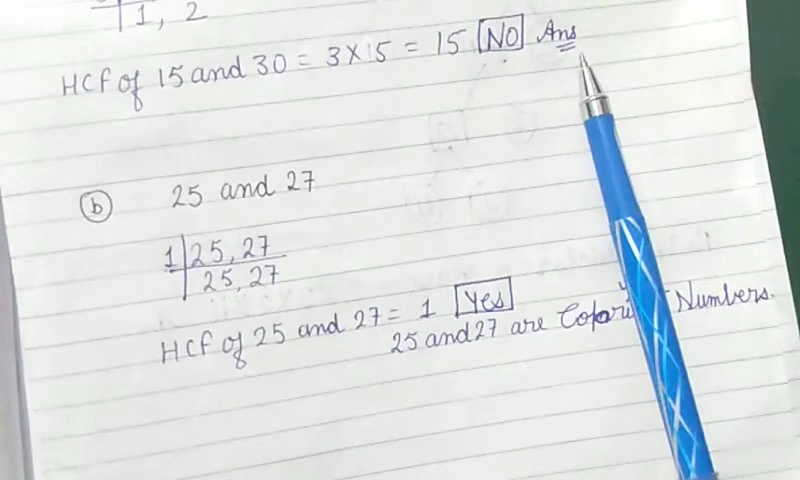 1, 2
HCF of 15 and 30 = 3×15 = 15 NO Ans
(b) 25 and 27
1 | 25, 27
25, 27
HCF of 25 and 27 = 1 Yes
25 and 27 are Numbers.